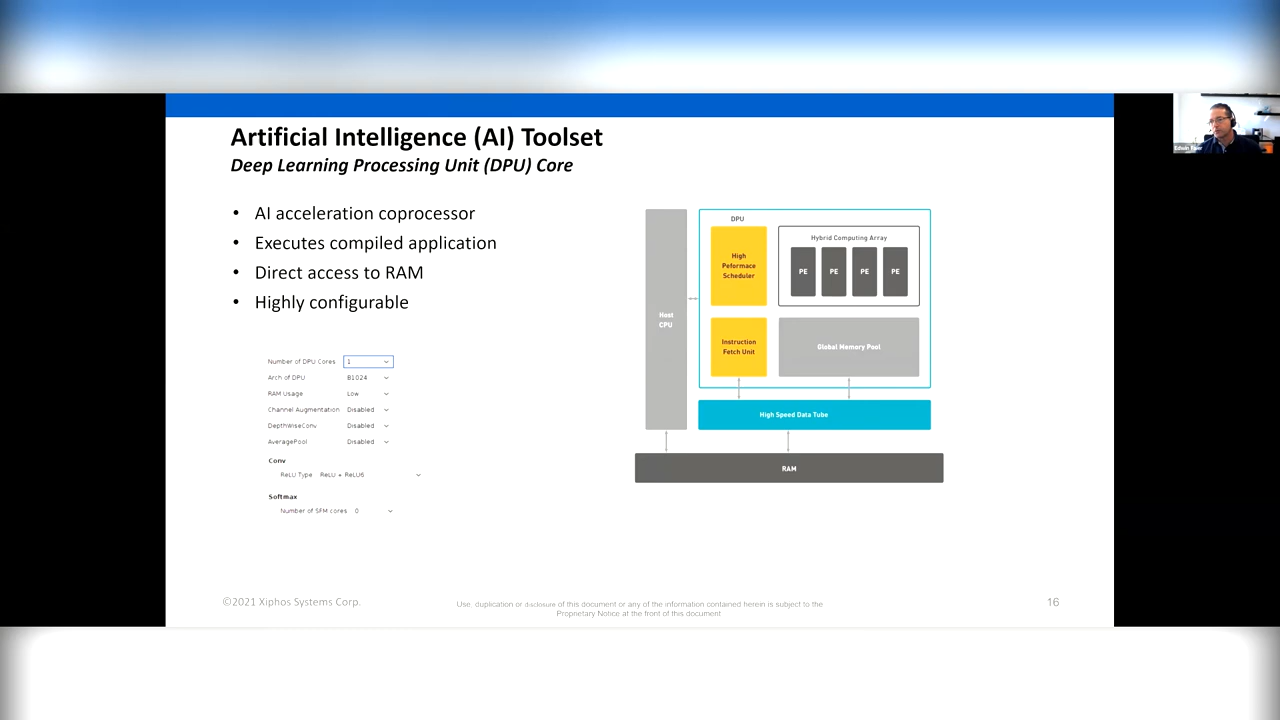 Artificial Intelligence (AI) Toolset
Deep Learning Processing Unit (DPU) Core
• AI acceleration coprocessor
• Executes compiled application
• Direct access to RAM
• Highly configurable
Number of DPU Cores 1
Arch of DPU B1024
RAM Usage Low
Channel Augmentation Disabled
DepthWiseConv Disabled
AveragePool Disabled
Conv
ReLU Type ReLU + ReLU6
Softmax
Number of SFM cores 0
Host
CPU
DPU
High
Peformace
Scheduler
Hybrid Computing Array
PE PE PE PE
Instruction
Fetch Unit
Global Memory Pool
High Speed Data Tube
RAM
©2021 Xiphos Systems Corp.
Use, duplication or disclosure of this document or any of the information contained herein is subject to the
Proprietary Notice at the front of this document
16
Edwin